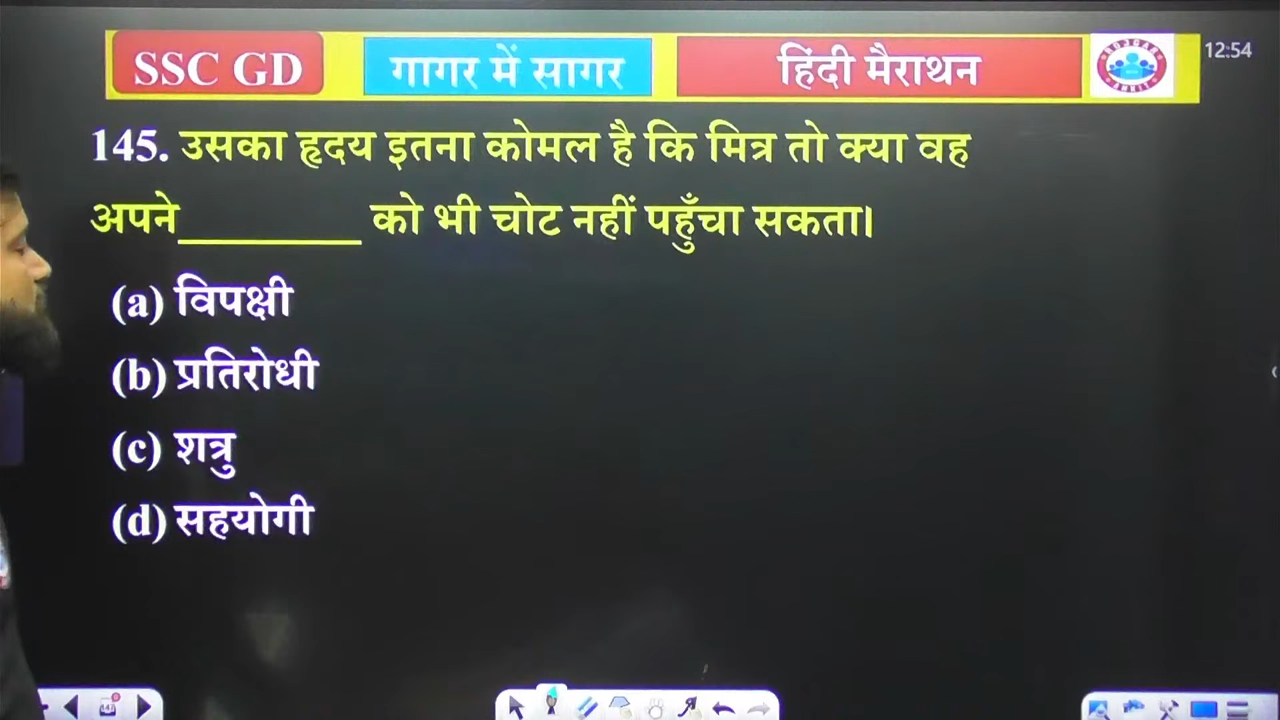 SSC GD
गागर में सागर
हिंदी मैराथन
12:54
145. उसका हृदय इतना कोमल है कि मित्र तो क्या वह
अपने________ को भी चोट नहीं पहुँचा सकता।
(a) विपक्षी
(b) प्रतिरोधी
(c) शत्रु
(d) सहयोगी